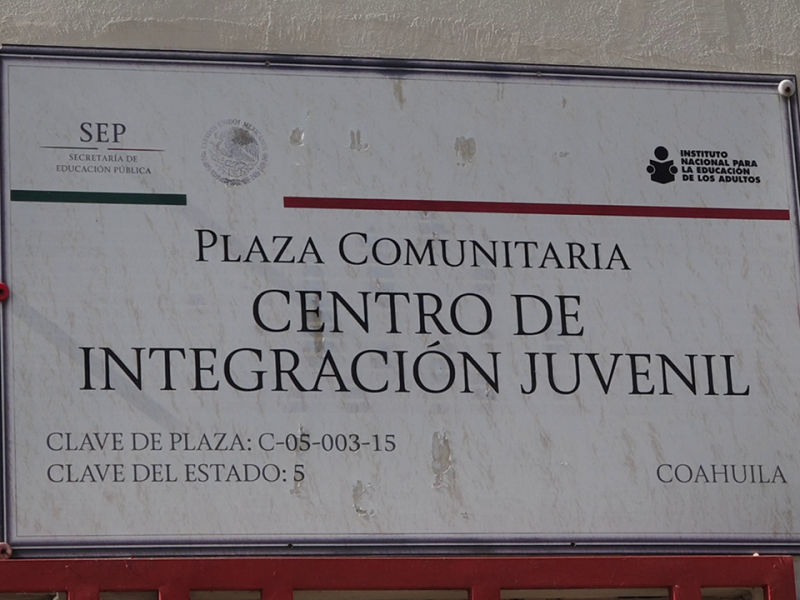 SEP
SECRETARÍA DE
EDUCACIÓN PÚBLICA
INSTITUTO
NACIONAL PARA
LA EDUCACIÓN
DE LOS ADULTOS
PLAZA COMUNITARIA
CENTRO DE
INTEGRACIÓN JUVENIL
CLAVE DE PLAZA: C-05-003-15
CLAVE DEL ESTADO: 5
COAHUILA